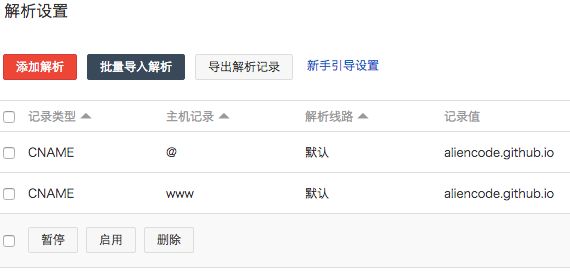 解析设置
添加解析 批量导入解析 导出解析记录 新手引导设置
记录类型 主机记录 解析线路 记录值
CNAME @ 默认 aliencode.github.io
CNAME www 默认 aliencode.github.io
暂停 启用 删除